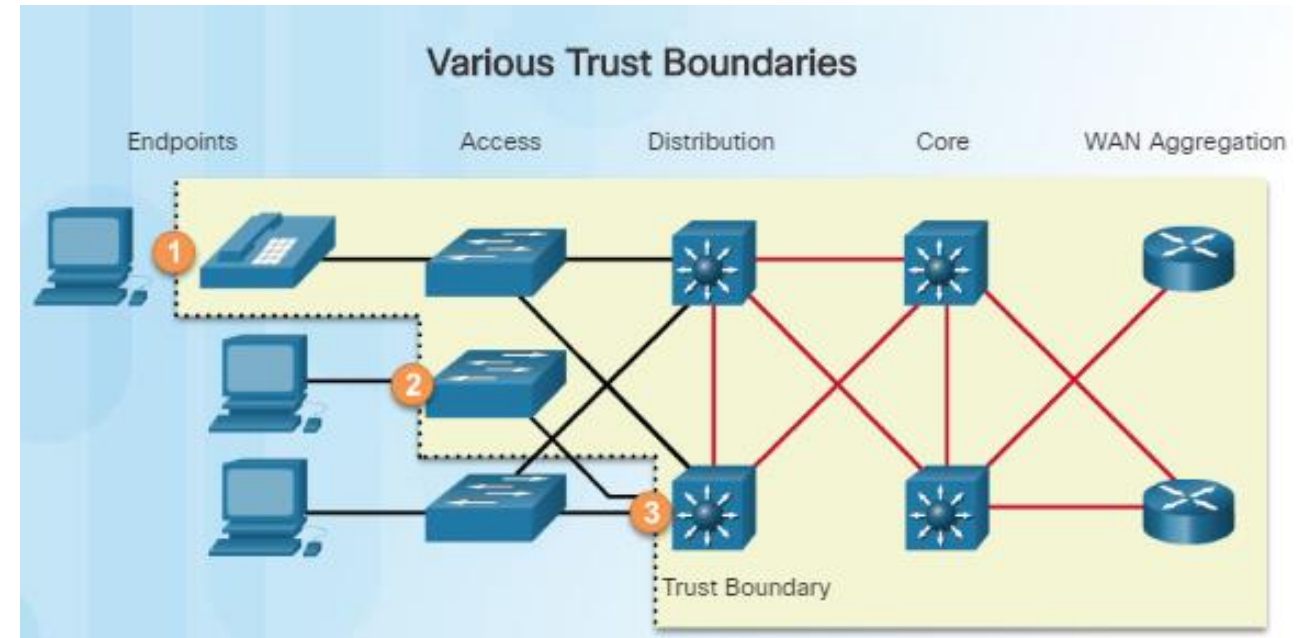 Various Trust Boundaries
Endpoints Access Distribution Core WAN Aggregation
1
2
3
Trust Boundary